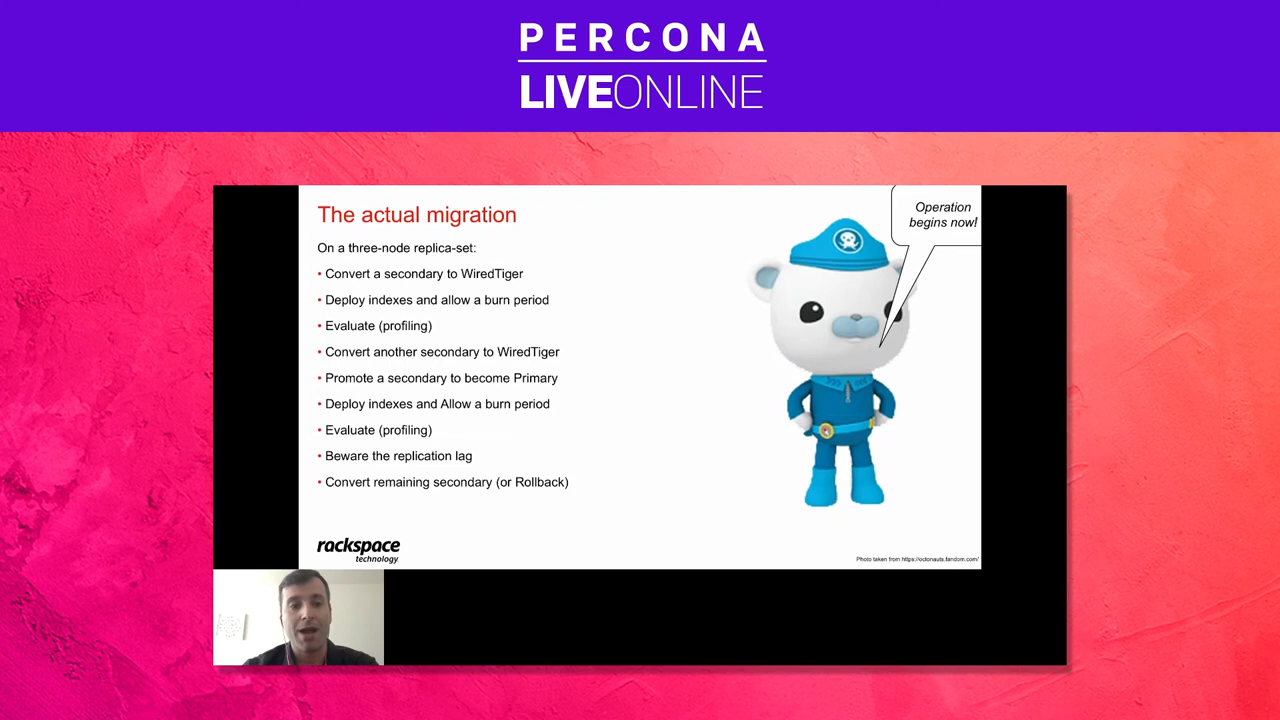 PERCONA
LIVEONLINE
The actual migration
Operation
begins now!
On a three-node replica-set:
• Convert a secondary to WiredTiger
• Deploy indexes and allow a burn period
• Evaluate (profiling)
• Convert another secondary to WiredTiger
• Promote a secondary to become Primary
• Deploy indexes and Allow a burn period
• Evaluate (profiling)
• Beware the replication lag
• Convert remaining secondary (or Rollback)
rackspace
technology
Photo taken from https://octonauts.fandom.com/